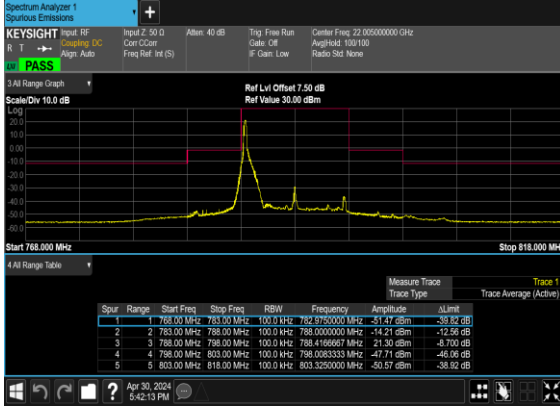 Spectrum Analyzer 1
Spurious Emissions
KEYSIGHT Input: RF Input Z: 50 Ω Atten: 40 dB Trig: Free Run Center Freq: 22.005000000 GHz
R T Coupling: DC Corr CCorr Gate: Off Avg|Hold: 100/100
Align: Auto Freq Ref: Int (S) IF Gain: Low Radio Std: None
LXI PASS
3 All Range Graph
Ref Lvl Offset 7.50 dB
Scale/Div 10.0 dB Ref Value 30.00 dBm
Log
20.0
10.0
0.00
-10.0
-20.0
-30.0
-40.0
-50.0
-60.0
Start 768.000 MHz Stop 818.000 MH
4 All Range Table
Measure Trace Trace 1
Trace Type Trace Average (Active)
Spur Range Start Freq Stop Freq RBW Frequency Amplitude ΔLimit
1 1 768.00 MHz 783.00 MHz 100.0 kHz 782.9750000 MHz -51.47 dBm -39.82 dB
2 2 783.00 MHz 788.00 MHz 100.0 kHz 788.0000000 MHz -14.21 dBm -12.56 dB
3 3 788.00 MHz 798.00 MHz 100.0 kHz 788.4166667 MHz 21.30 dBm -8.700 dB
4 4 798.00 MHz 803.00 MHz 100.0 kHz 798.0083333 MHz -47.71 dBm -46.06 dB
5 5 803.00 MHz 818.00 MHz 100.0 kHz 803.3250000 MHz -50.57 dBm -38.92 dB
? Apr 30, 2024
5:42:13 PM